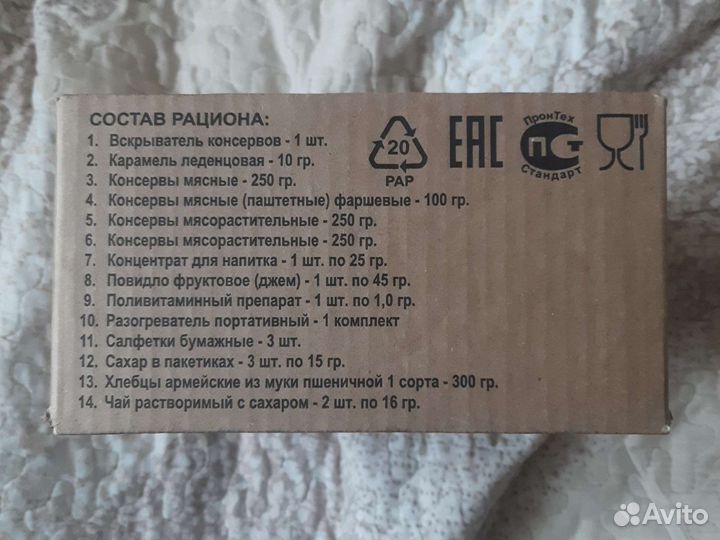 СОСТАВ РАЦИОНА:
1. Вскрыватель консервов - 1 шт.
2. Карамель леденцовая - 10 гр.
3. Консервы мясные - 250 гр.
4. Консервы мясные (паштетные) фаршевые - 100 гр.
5 Консервы мясорастительные - 250 гр.
6. Консервы мясорастительные - 250 гр.
7. Концентрат для напитка - 1 шт по 25 гр.
8. Повидло фруктовое (джем) - 1 шт. по 45 гр.
9. Поливитаминный препарат - 1 шт. по 1,0 гр.
10. Разогреватель портативный - 1 комплект
11. Салфетки бумажные - 3 шт.
12. Сахар в пакетиках - 3 шт. по 15 гр.
13. Хлебцы армейские из муки пшеничной 1 сорта - 300 гр.
14. Чай растворимый с сахаром - 2 шт. по 16 гр.
20
PAP
EAC
ПронТех
ПСТ
Стандарт
Avito